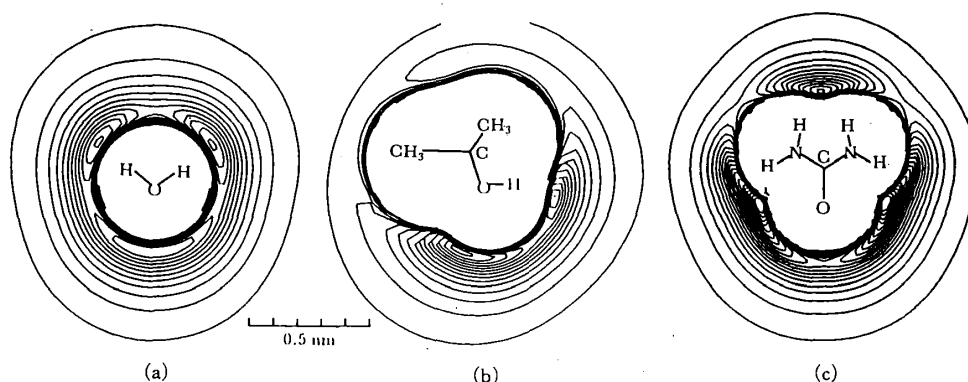 H H
O
CH₃
CH₃ C
O H
H H
N C N
H H
O
0.5 nm
(a) (b) (c)